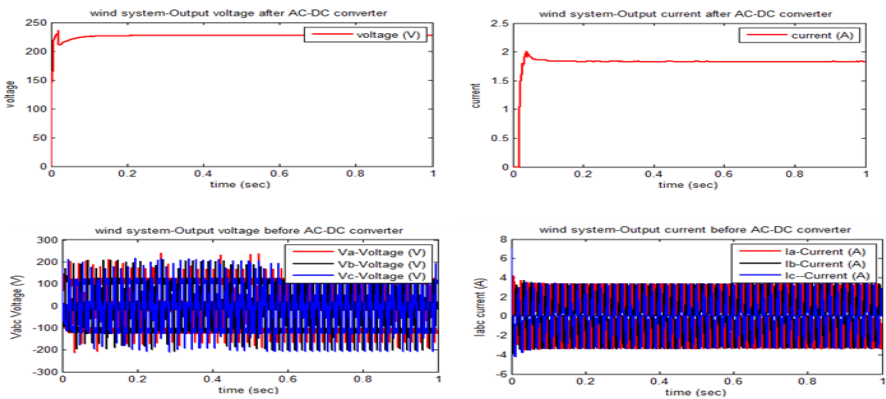 wind system-Output voltage after AC-DC converter
voltage (V)
voltage
250
200
150
100
50
0
0 0.2 0.4 0.6 0.8 1
time (sec)
wind system-Output current after AC-DC converter
current (A)
current
2.5
2
1.5
1
0.5
0
0 0.2 0.4 0.6 0.8 1
time (sec)
wind system-Output voltage before AC-DC converter
Va-Voltage (V)
Vb-Voltage (V)
Vc-Voltage (V)
Vabc Voltage (V)
300
200
100
0
-100
-200
-300
0 0.2 0.4 0.6 0.8 1
time (sec)
wind system-Output current before AC-DC converter
Ia-Current (A)
Ib-Current (A)
Ic--Current (A)
Iabc current (A)
8
6
4
2
0
-2
-4
-6
0 0.2 0.4 0.6 0.8 1
time (sec)